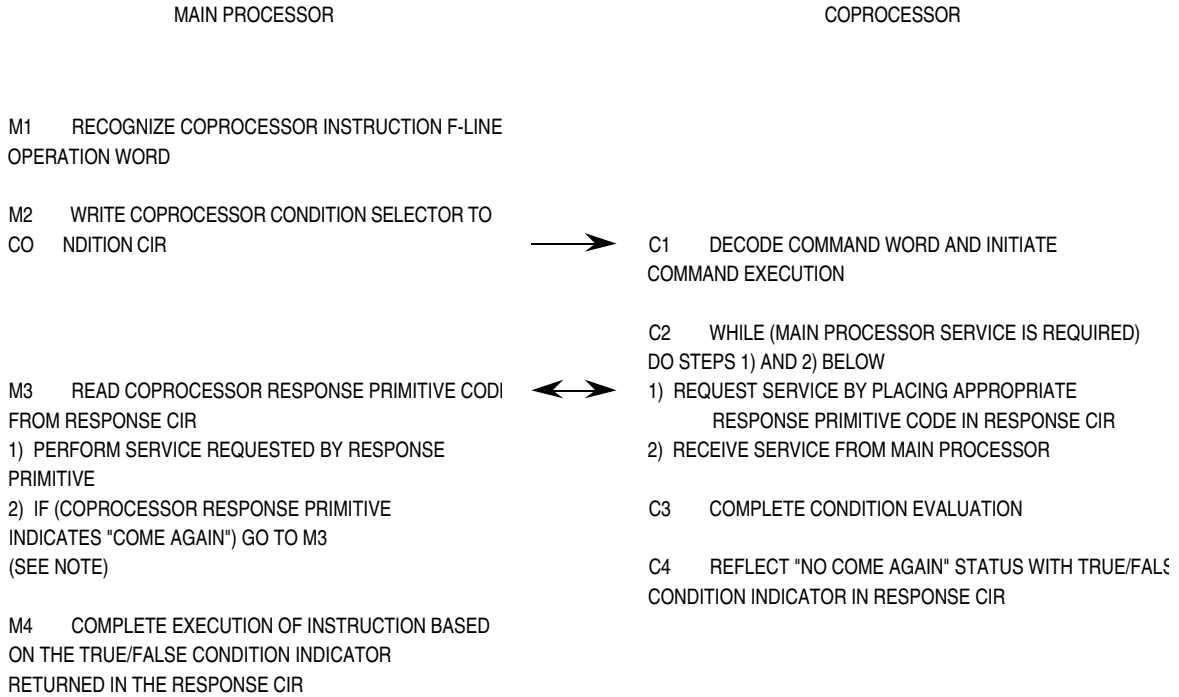 MAIN PROCESSOR
COPROCESSOR
M1 RECOGNIZE COPROCESSOR INSTRUCTION F-LINE
OPERATION WORD
M2 WRITE COPROCESSOR CONDITION SELECTOR TO
CO NDITION CIR
M3 READ COPROCESSOR RESPONSE PRIMITIVE COD
FROM RESPONSE CIR
1) PERFORM SERVICE REQUESTED BY RESPONSE
PRIMITIVE
2) IF (COPROCESSOR RESPONSE PRIMITIVE
INDICATES "COME AGAIN") GO TO M3
(SEE NOTE)
M4 COMPLETE EXECUTION OF INSTRUCTION BASED
ON THE TRUE/FALSE CONDITION INDICATOR
RETURNED IN THE RESPONSE CIR
C1 DECODE COMMAND WORD AND INITIATE
COMMAND EXECUTION
C2 WHILE (MAIN PROCESSOR SERVICE IS REQUIRED)
DO STEPS 1) AND 2) BELOW
1) REQUEST SERVICE BY PLACING APPROPRIATE
RESPONSE PRIMITIVE CODE IN RESPONSE CIR
2) RECEIVE SERVICE FROM MAIN PROCESSOR
C3 COMPLETE CONDITION EVALUATION
C4 REFLECT "NO COME AGAIN" STATUS WITH TRUE/FALS
CONDITION INDICATOR IN RESPONSE CIR